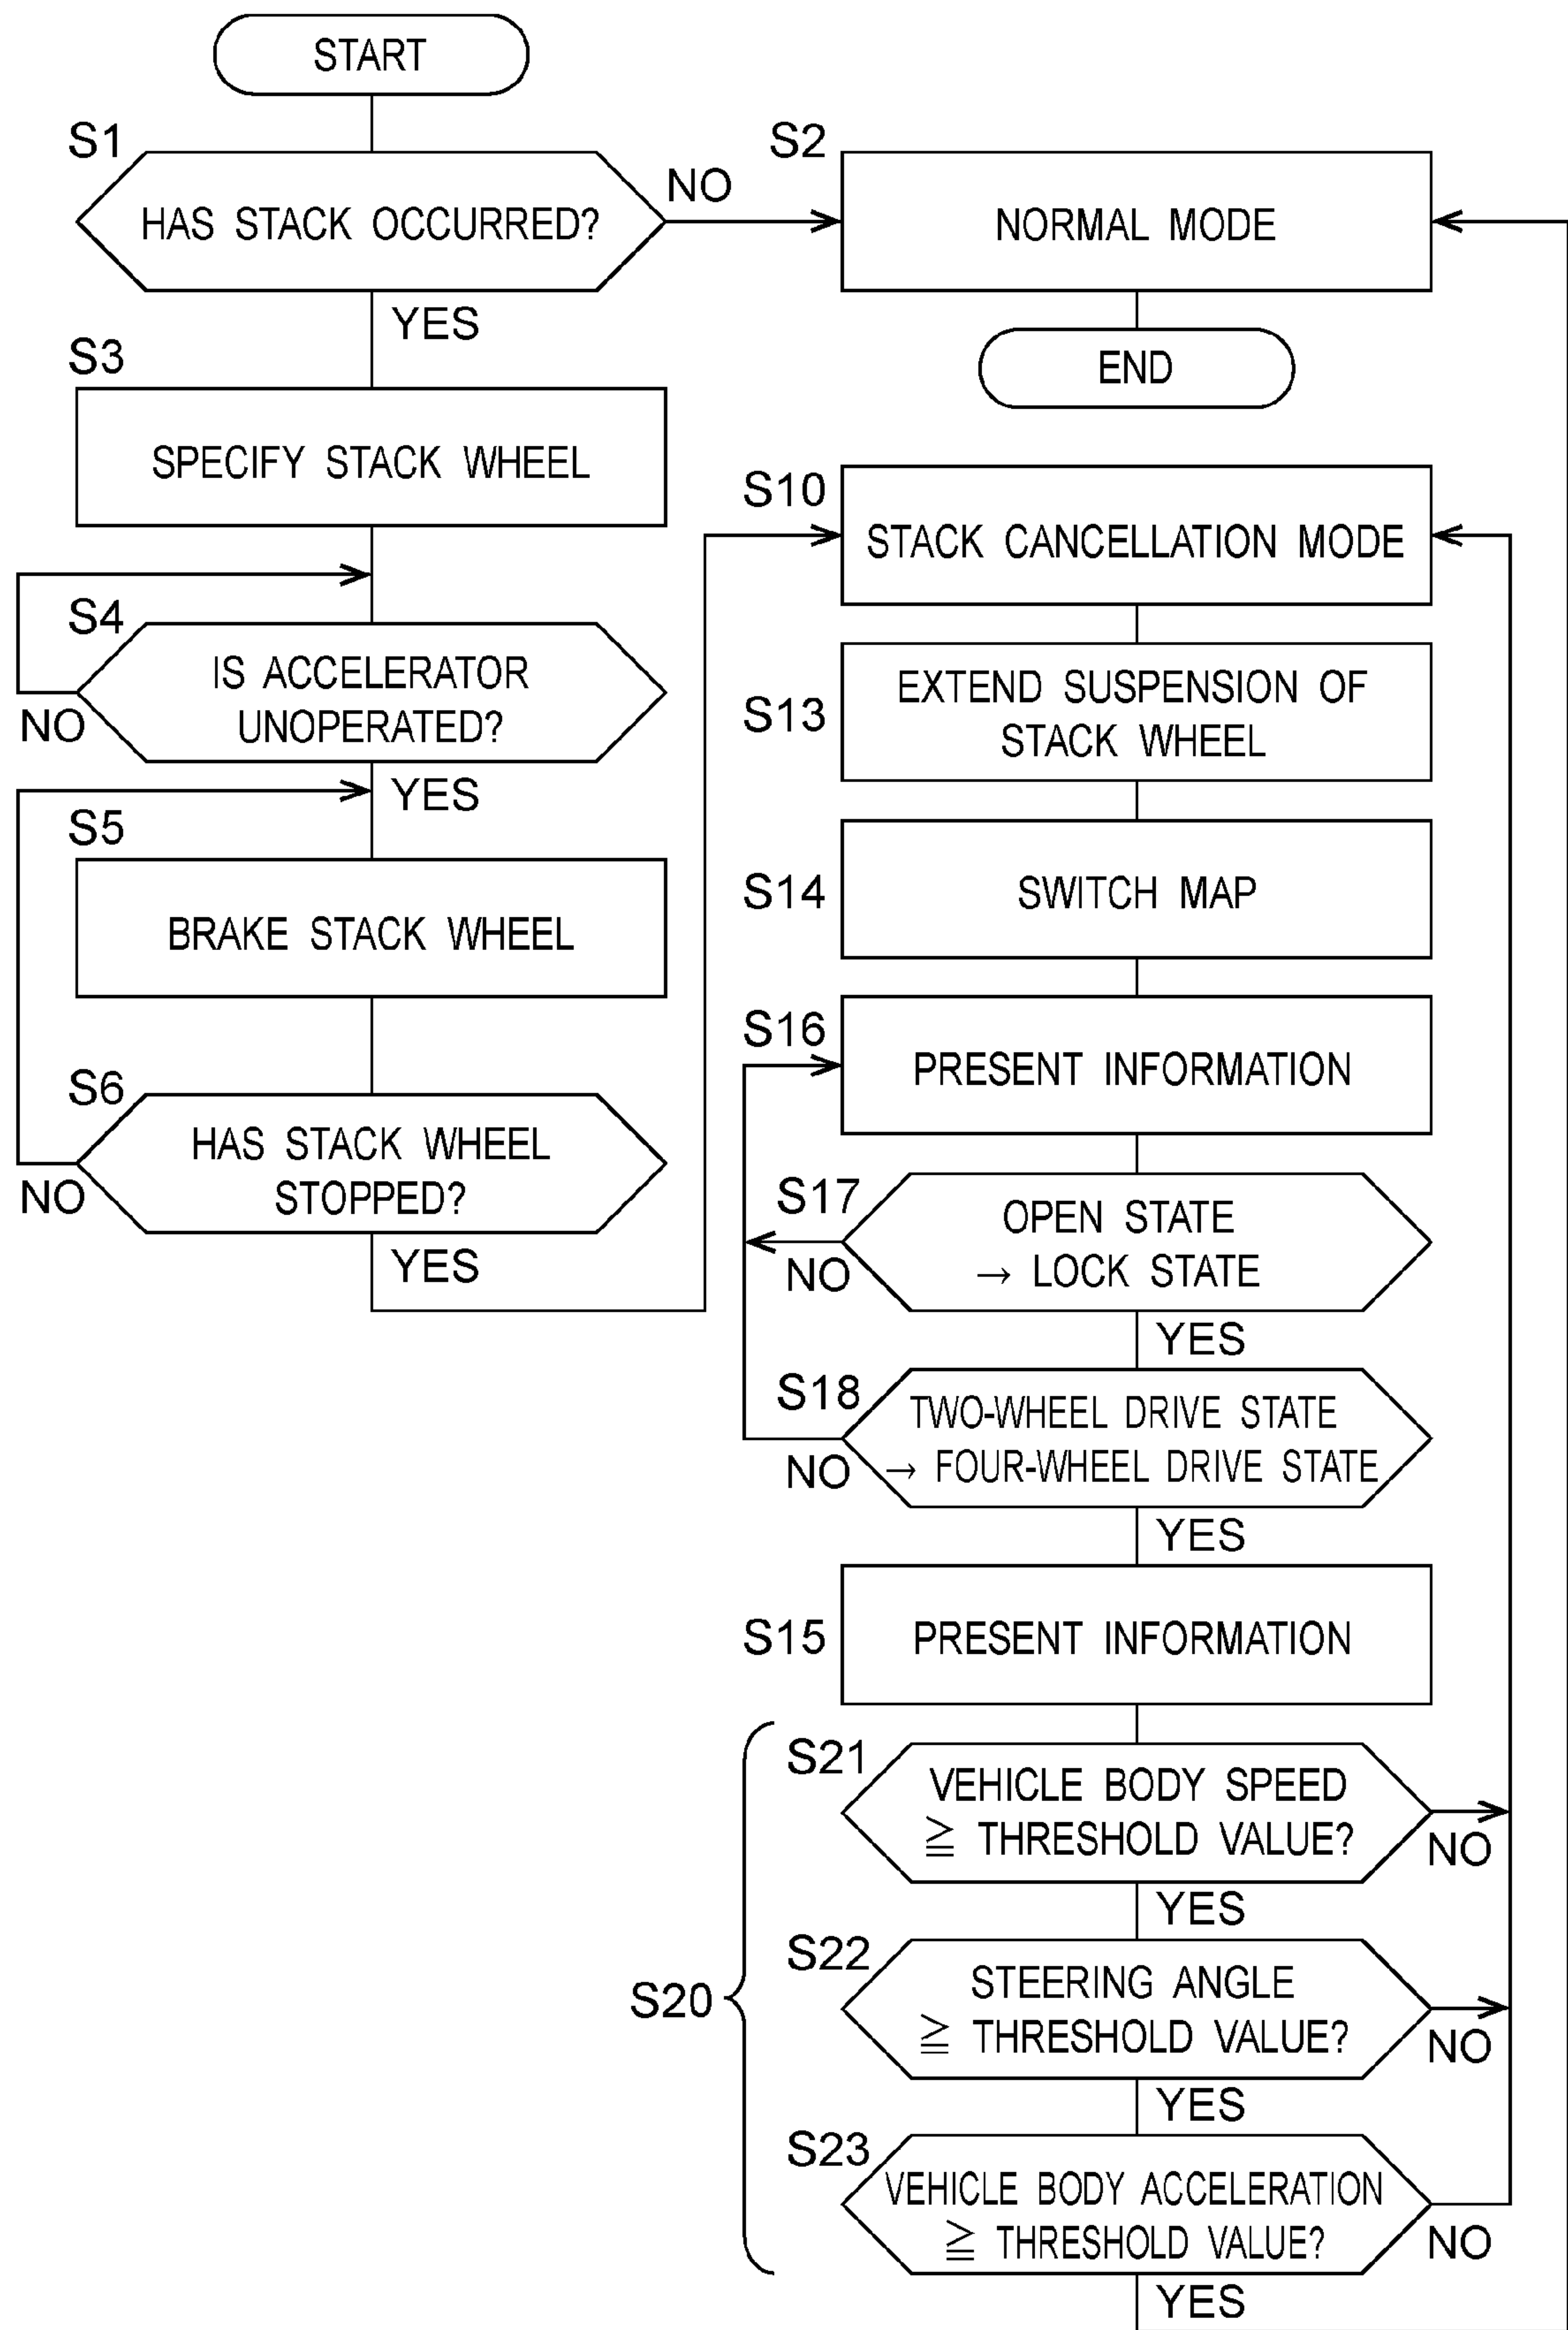 START
S1
HAS STACK OCCURRED?
NO
YES
S2
NORMAL MODE
END
S3
SPECIFY STACK WHEEL
S4
IS ACCELERATOR
UNOPERATED?
NO
YES
S5
BRAKE STACK WHEEL
S6
HAS STACK WHEEL
STOPPED?
NO
YES
S10
STACK CANCELLATION MODE
S13
EXTEND SUSPENSION OF
STACK WHEEL
S14
SWITCH MAP
S16
PRESENT INFORMATION
S17
OPEN STATE
→ LOCK STATE
NO
YES
S18
TWO-WHEEL DRIVE STATE
→ FOUR-WHEEL DRIVE STATE
NO
YES
S15
PRESENT INFORMATION
S20
S21
VEHICLE BODY SPEED
≧ THRESHOLD VALUE?
NO
YES
S22
STEERING ANGLE
≧ THRESHOLD VALUE?
NO
YES
S23
VEHICLE BODY ACCELERATION
≧ THRESHOLD VALUE?
NO
YES